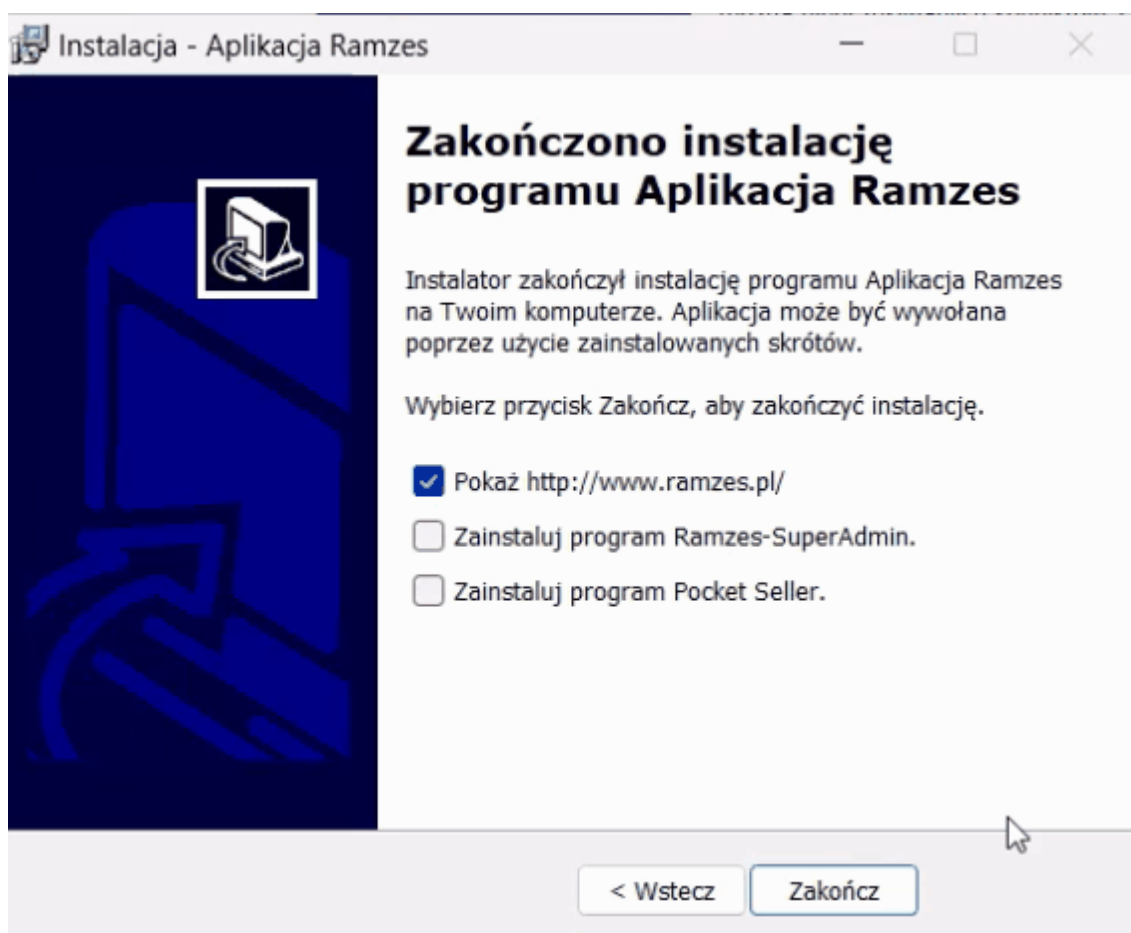 Instalacja - Aplikacja Ramzes
Zakończono instalację
programu Aplikacja Ramzes
Instalator zakończył instalację programu Aplikacja Ramzes
na Twoim komputerze. Aplikacja może być wywołana
poprzez użycie zainstalowanych skrótów.
Wybierz przycisk Zakończ, aby zakończyć instalację.
Pokaż http://www.ramzes.pl/
Zainstaluj program Ramzes-SuperAdmin.
Zainstaluj program Pocket Seller.
< Wstecz
Zakończ